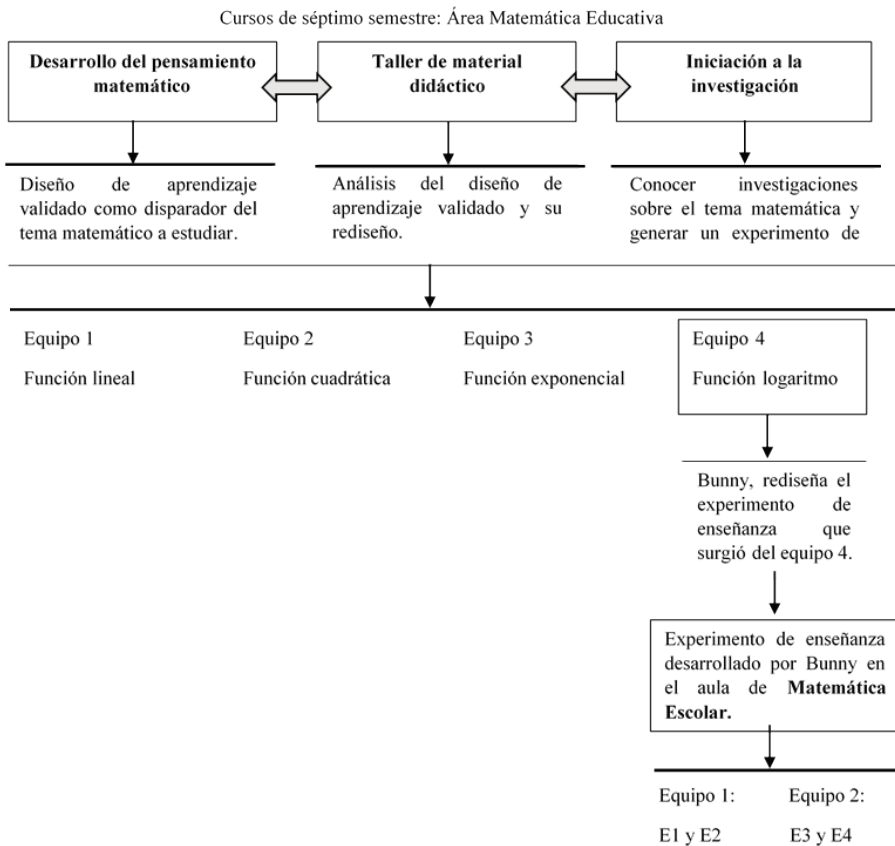 Cursos de séptimo semestre: Área Matemática Educativa
Desarrollo del pensamiento
matemático
Taller de material
didáctico
Iniciación a la
investigación
Diseño de aprendizaje
validado como disparador del
tema matemático a estudiar.
Análisis del diseño de
aprendizaje validado y su
rediseño.
Conocer investigaciones
sobre el tema matemática y
generar un experimento de
Equipo 1
Función lineal
Equipo 2
Función cuadrática
Equipo 3
Función exponencial
Equipo 4
Función logaritmo
Bunny, rediseña el
experimento de
enseñanza que
surgió del equipo 4.
Experimento de enseñanza
desarrollado por Bunny en
el aula de Matemática
Escolar.
Equipo 1:
E1 y E2
Equipo 2:
E3 y E4